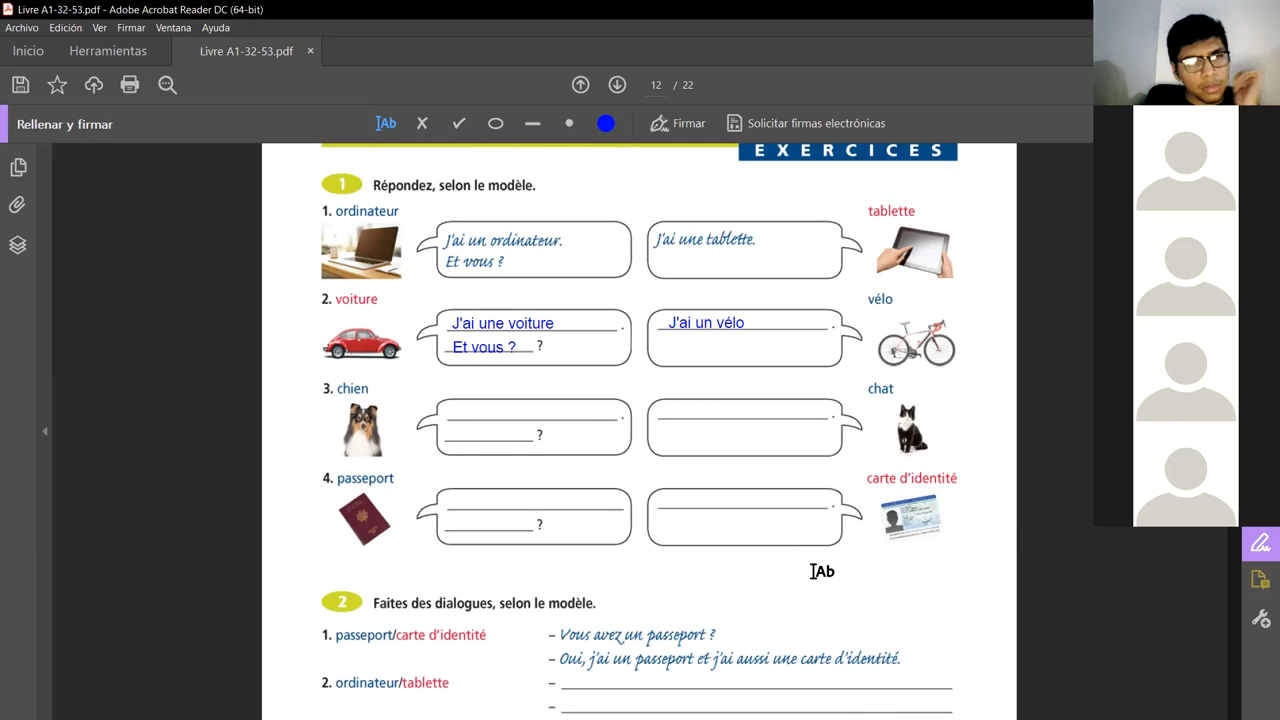 Livre A1-32-53.pdf - Adobe Acrobat Reader DC (64-bit)
Archivo Edición Ver Firmar Ventana Ayuda
Inicio Herramientas Livre A1-32-53.pdf ×
12 / 22
Rellenar y firmar Ab Firmar Solicitar firmas electrónicas
EXERCICES
1 Répondez, selon le modèle.
1. ordinateur tablette
J'ai un ordinateur. J'ai une tablette.
Et vous ?
2. voiture vélo
J'ai une voiture . J'ai un vélo .
Et vous ? ?
3. chien chat
. .
?
4. passeport carte d'identité
.
?
Ab
2 Faites des dialogues, selon le modèle.
1. passeport/carte d'identité – Vous avez un passeport ?
– Oui, j'ai un passeport et j'ai aussi une carte d'identité.
2. ordinateur/tablette –
–